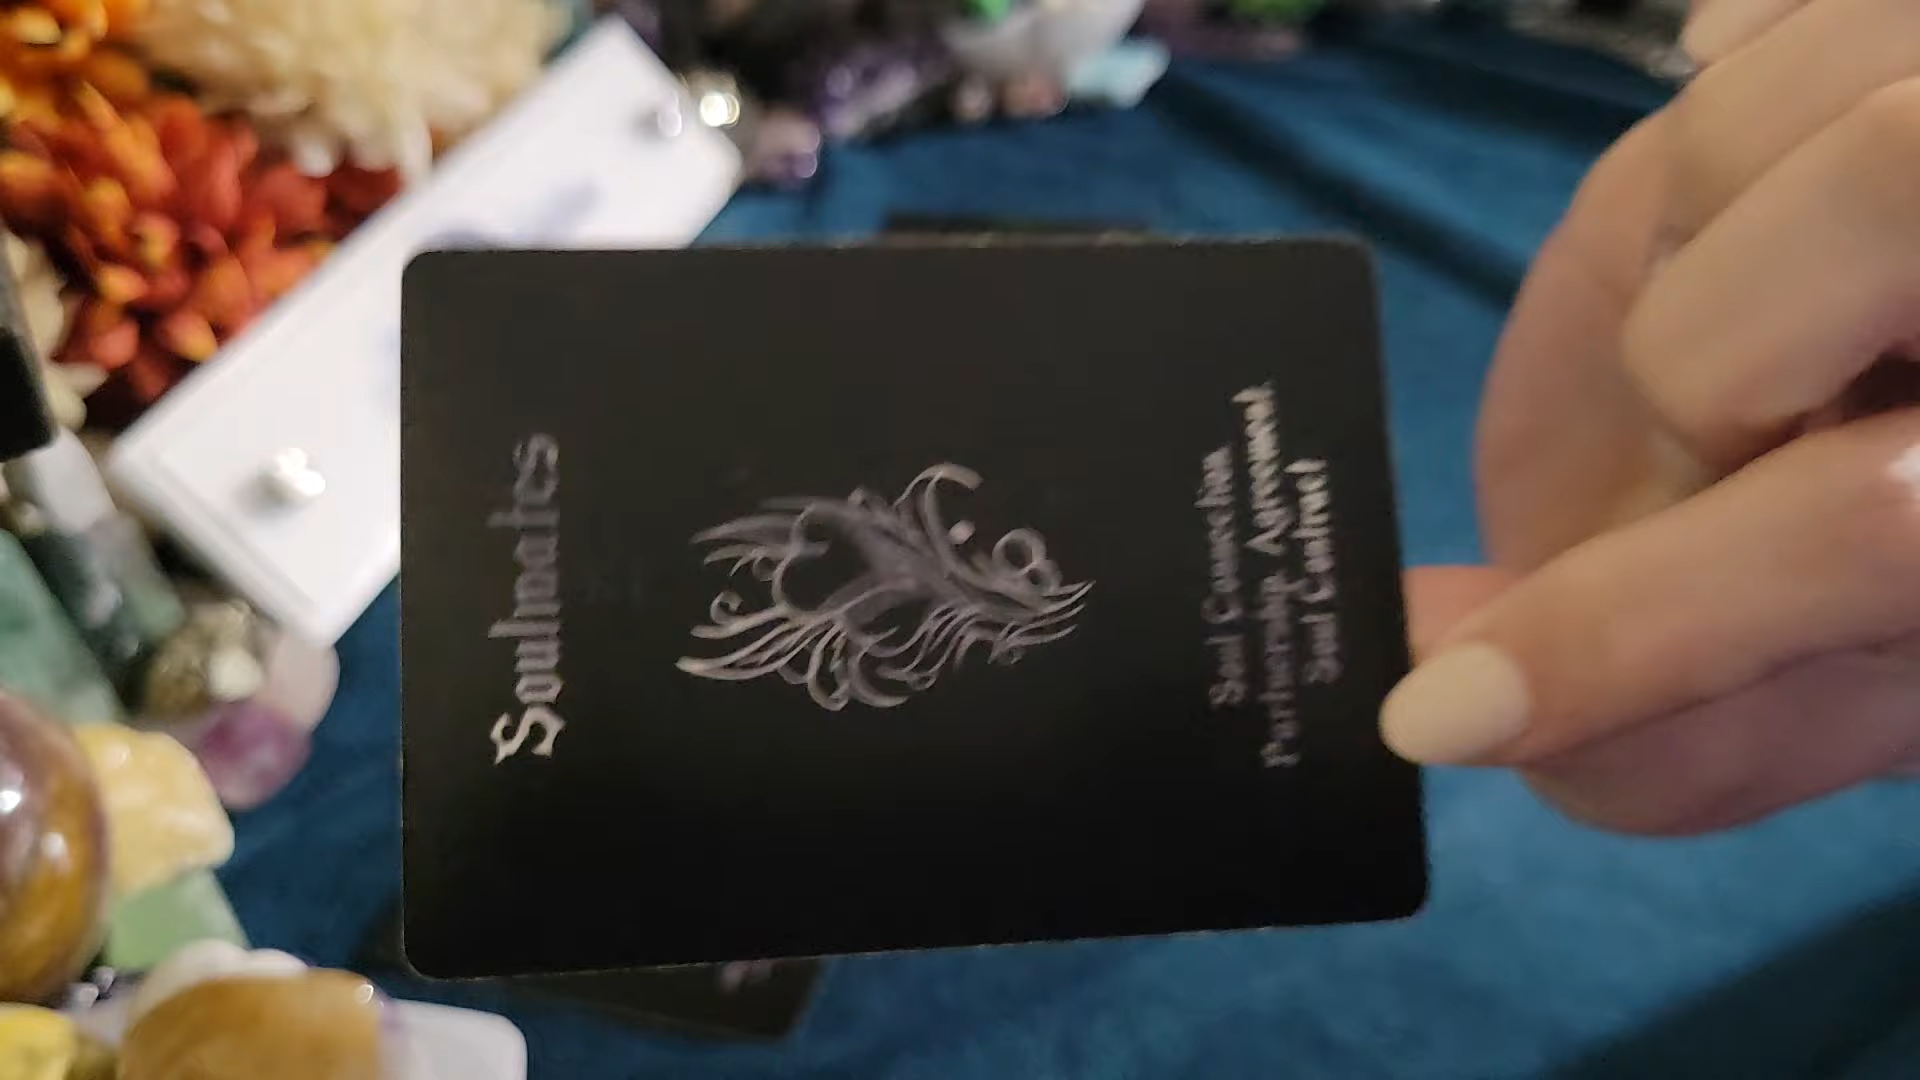 Soulmates
Soul Connection
Partnership, Agreement
Soul Contract